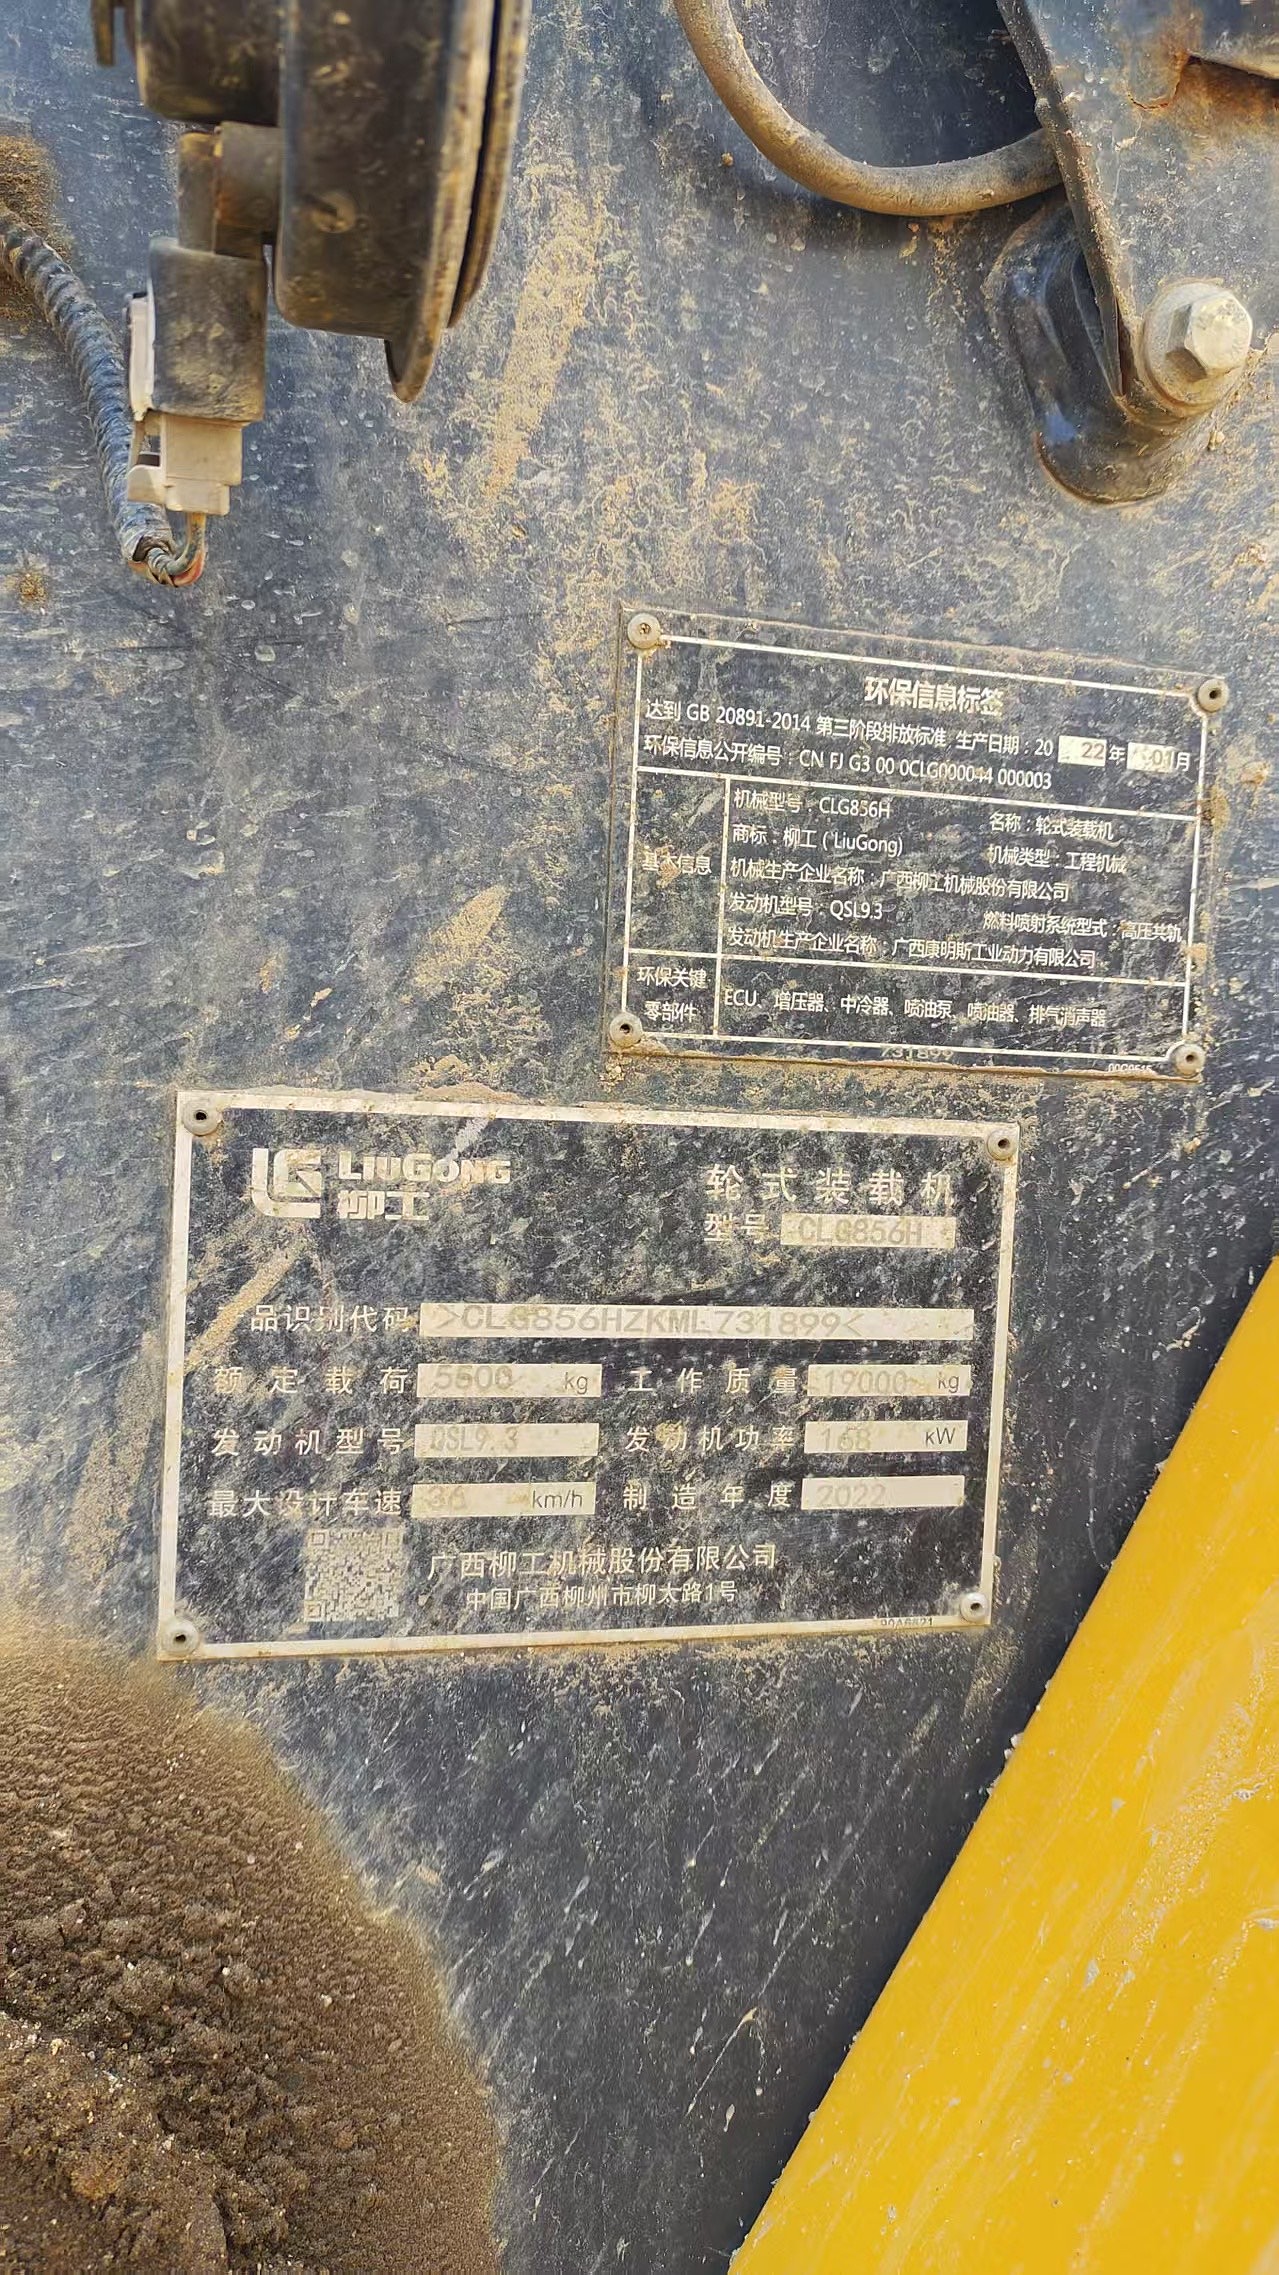 环保信息标签
达到 GB 20891-2014 第三阶段排放标准 生产日期：20 22 年 01 月
环保信息公开编号：CN FJ G3 00 0CLG000044 000003
基本信息
机械型号：CLG856H 名称：轮式装载机
商标：柳工 (LiuGong) 机械类型：工程机械
机械生产企业名称：广西柳工机械股份有限公司
发动机型号：QSL9.3 燃料喷射系统型式：高压共轨
发动机生产企业名称：广西康明斯工业动力有限公司
环保关键
零部件
ECU、增压器、中冷器、喷油泵、喷油器、排气消声器
731899
LIUGONG
柳工
轮式装载机
型号 CLG856H
品识别代码 >CLG856HZKML731899<
额定载荷 5500 kg 工作质量 19000 kg
发动机型号 QSL9.3 发动机功率 168 kW
最大设计车速 36 km/h 制造年度 2022
广西柳工机械股份有限公司
中国广西柳州市柳太路1号